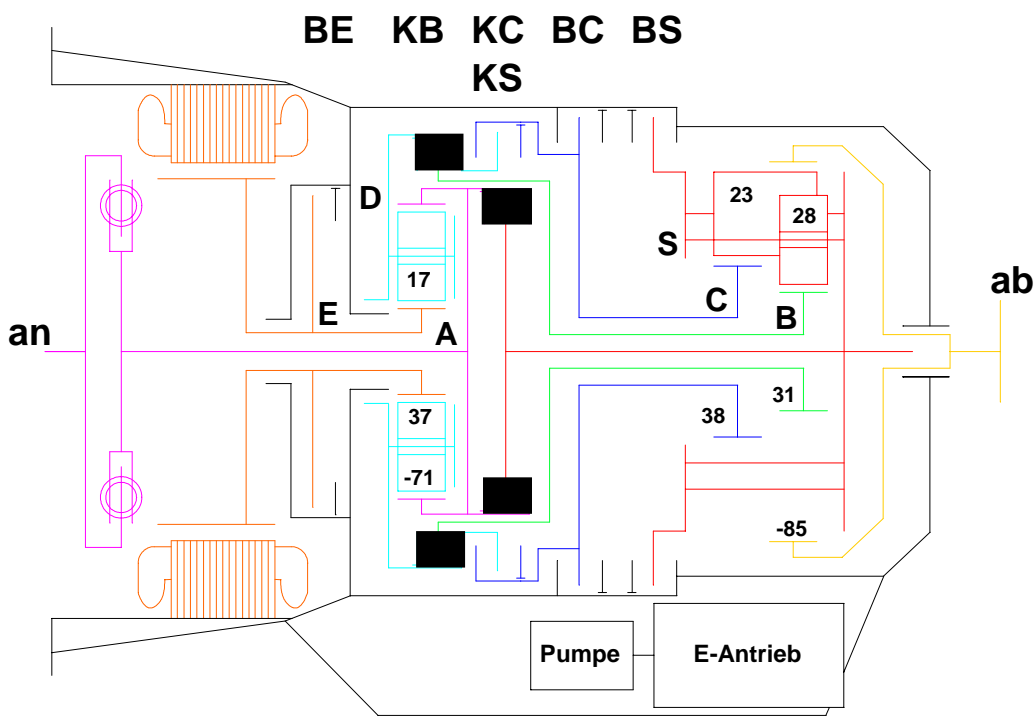 BE KB KC BC BS
KS
D
23
28
S
17
C
ab
E
B
an
A
31
37
38
-71
-85
Pumpe
E-Antrieb